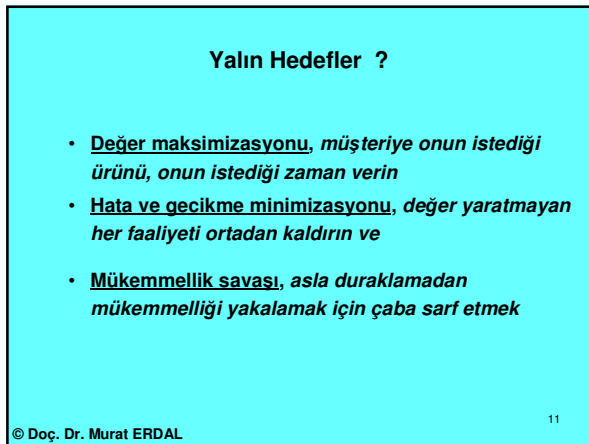 Yalın Hedefler ?
• Değer maksimizasyonu, müşteriye onun istediği
ürünü, onun istediği zaman verin
• Hata ve gecikme minimizasyonu, değer yaratmayan
her faaliyeti ortadan kaldırın ve
• Mükemmellik savaşı, asla duraklamadan
mükemmelliği yakalamak için çaba sarf etmek
11
© Doç. Dr. Murat ERDAL